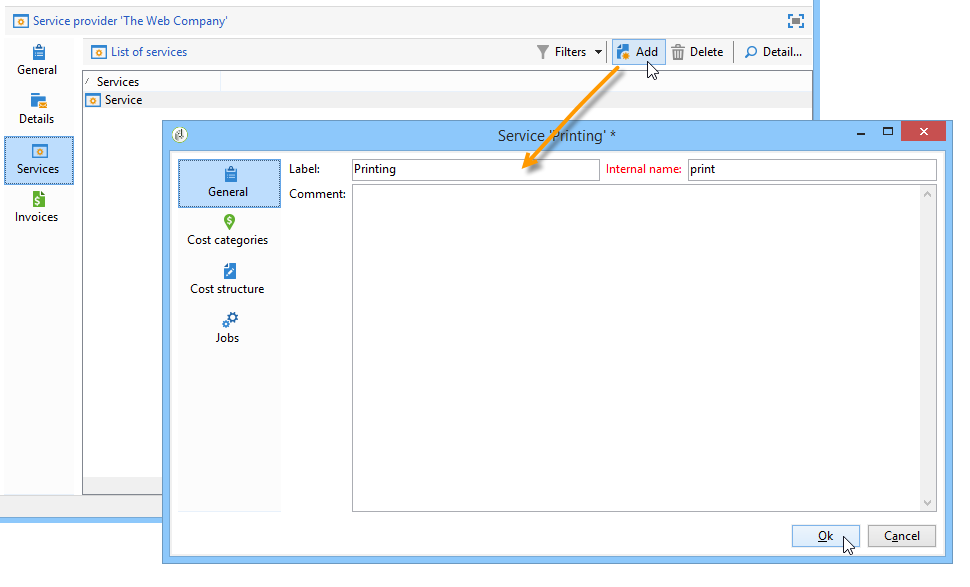 Service provider 'The Web Company'
General
Details
Services
Invoices
List of services
Filters
Add
Delete
Detail...
Services
Service
Service 'Printing' *
General
Cost categories
Cost structure
Jobs
Label:
Printing
Internal name:
print
Comment:
Ok
Cancel